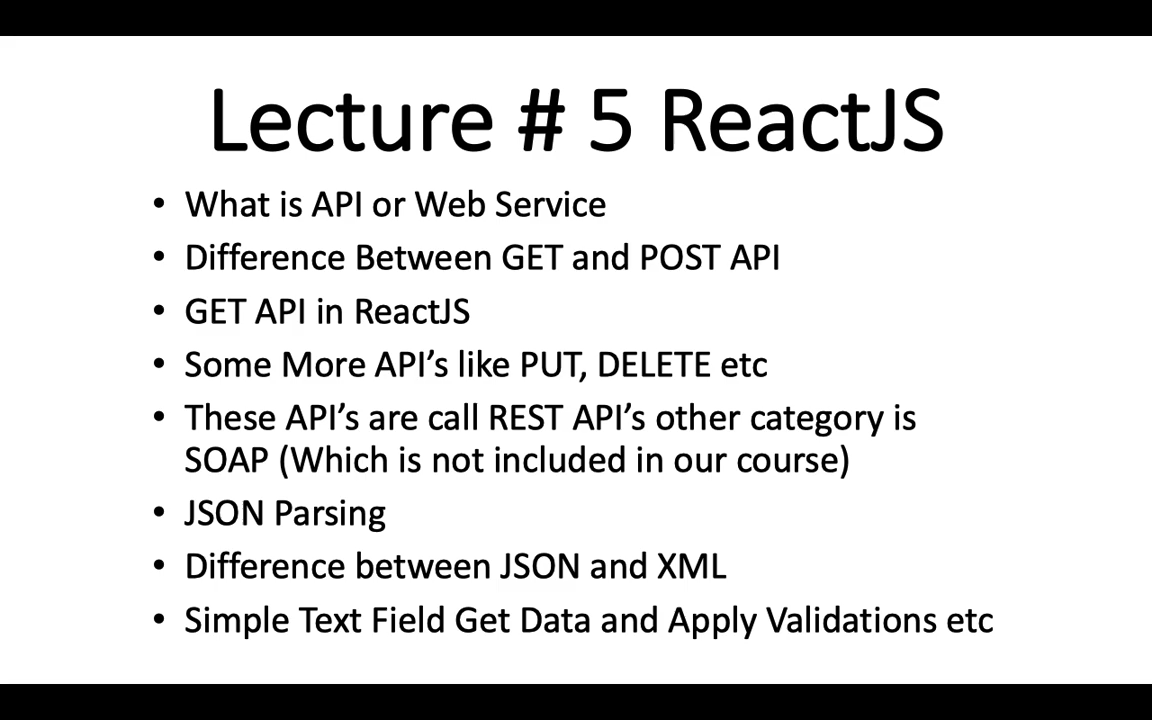 Lecture # 5 ReactJS
• What is API or Web Service
• Difference Between GET and POST API
• GET API in ReactJS
• Some More API’s like PUT, DELETE etc
• These API’s are call REST API’s other category is
SOAP (Which is not included in our course)
• JSON Parsing
• Difference between JSON and XML
• Simple Text Field Get Data and Apply Validations etc